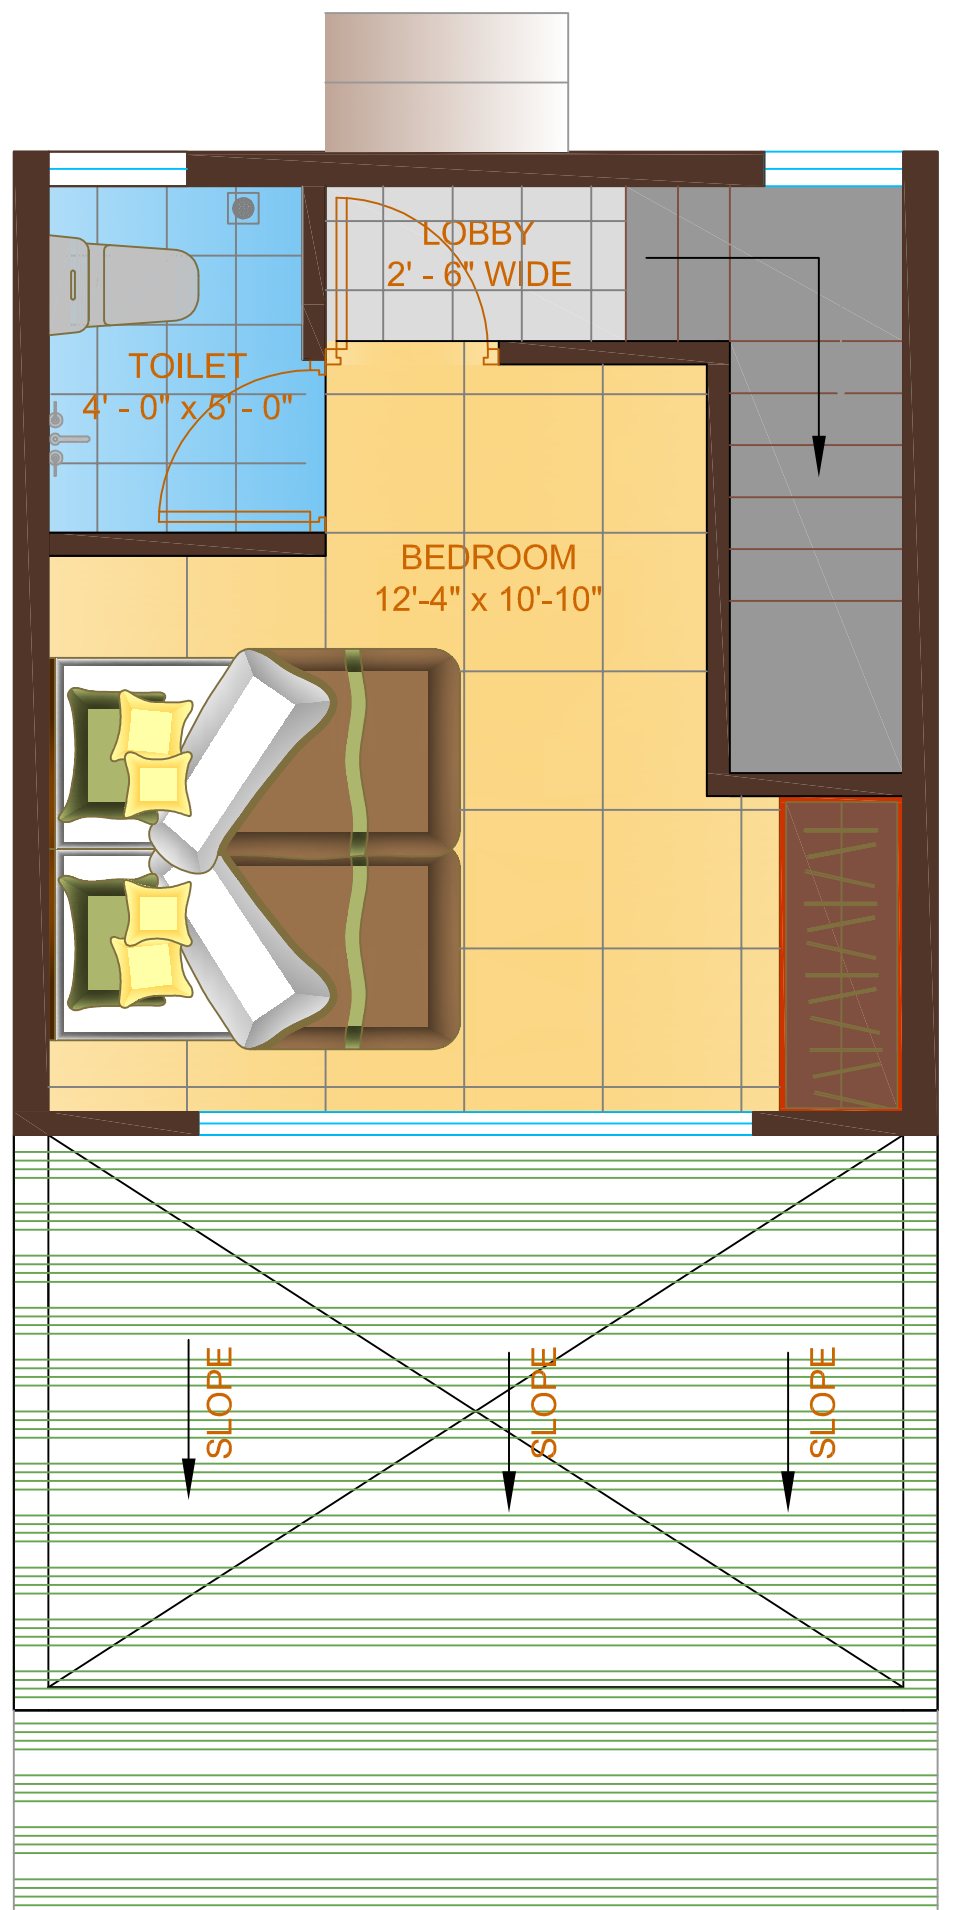 LOBBY
2' - 6" WIDE
TOILET
4' - 0" x 5' - 0"
BEDROOM
12'-4" x 10'-10"
SLOPE
SLOPE
SLOPE